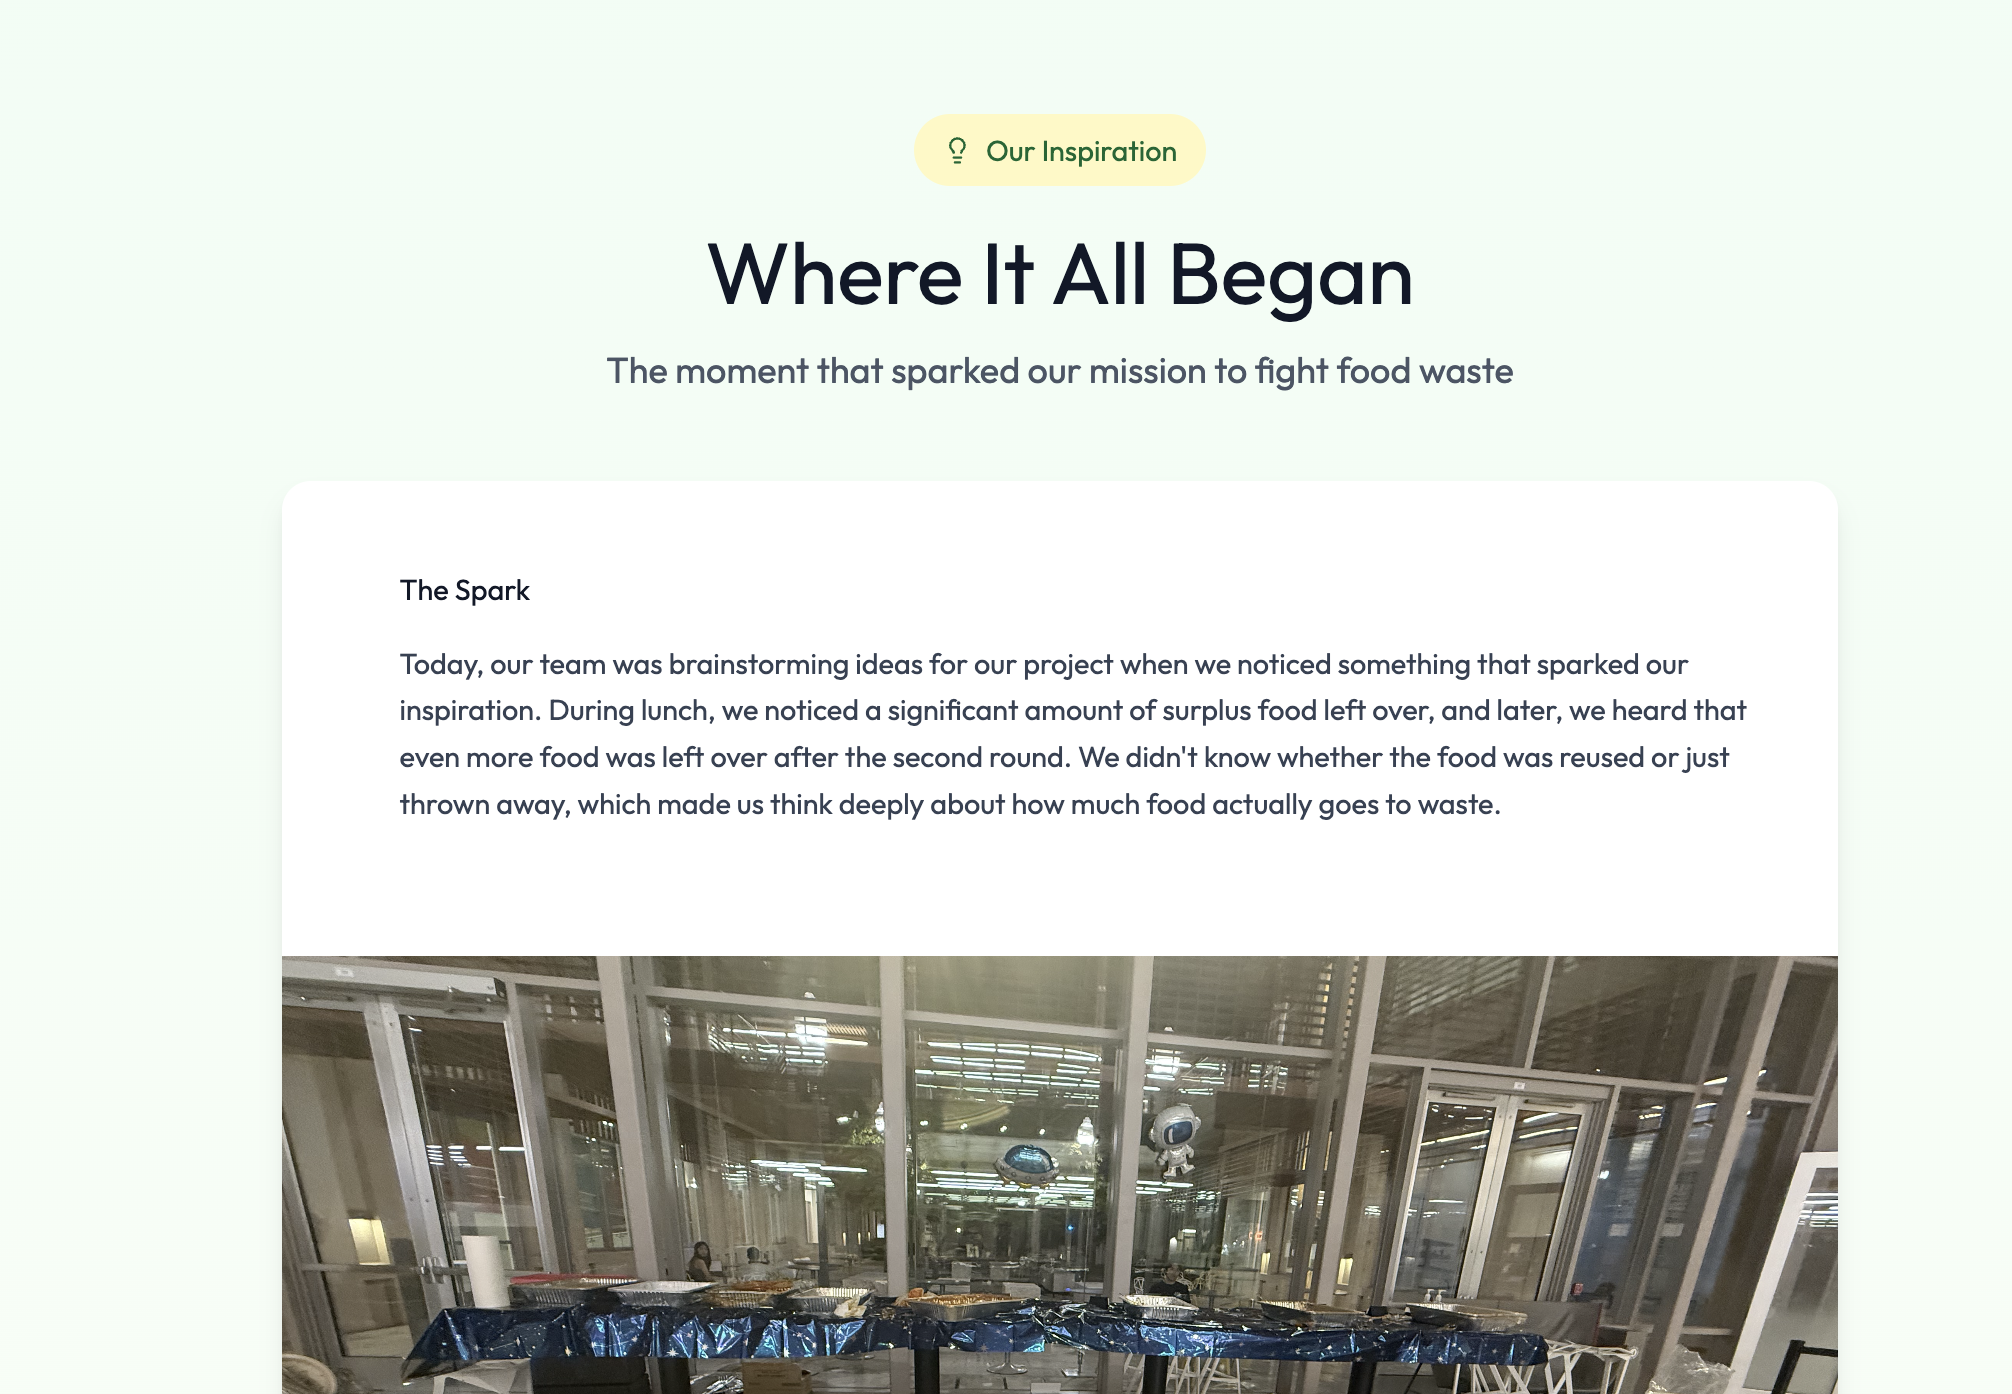 Our Inspiration
Where It All Began
The moment that sparked our mission to fight food waste
The Spark
Today, our team was brainstorming ideas for our project when we noticed something that sparked our
inspiration. During lunch, we noticed a significant amount of surplus food left over, and later, we heard that
even more food was left over after the second round. We didn't know whether the food was reused or just
thrown away, which made us think deeply about how much food actually goes to waste.